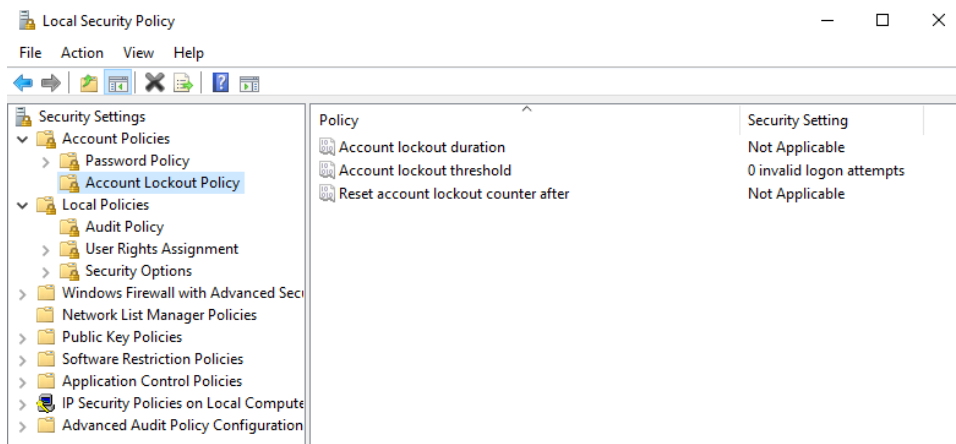 Local Security Policy
File Action View Help
Security Settings
Account Policies
Password Policy
Account Lockout Policy
Local Policies
Audit Policy
User Rights Assignment
Security Options
Windows Firewall with Advanced Secu
Network List Manager Policies
Public Key Policies
Software Restriction Policies
Application Control Policies
IP Security Policies on Local Compute
Advanced Audit Policy Configuration
Policy Security Setting
Account lockout duration Not Applicable
Account lockout threshold 0 invalid logon attempts
Reset account lockout counter after Not Applicable